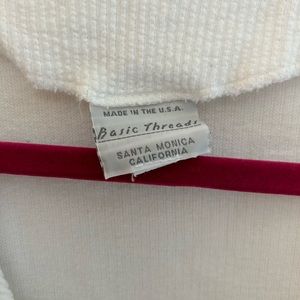 MADE IN THE U.S.A.
Basic Threads
SANTA MONICA
CALIFORNIA